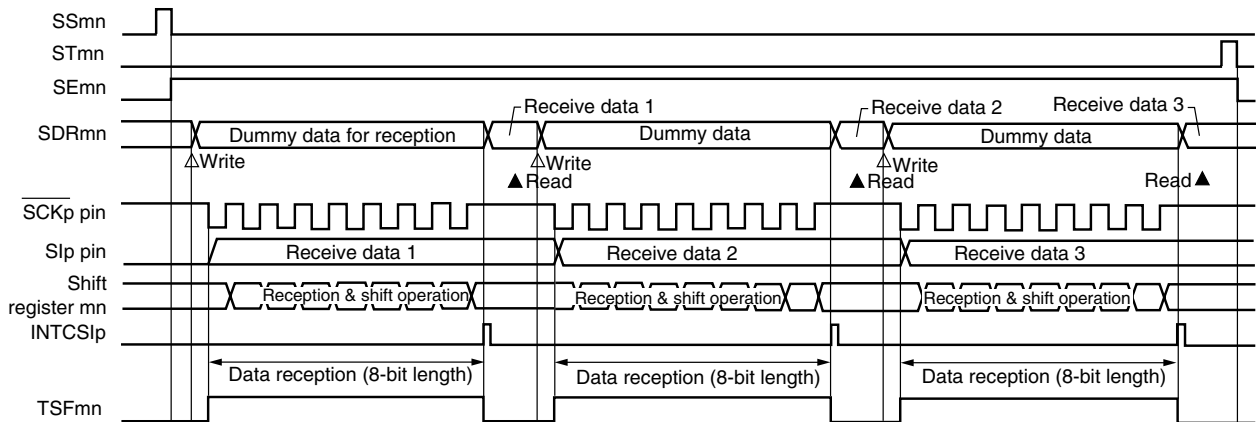 SSmn
STmn
SEmn
Receive data 1
Receive data 2
Receive data 3
SDRmn
Dummy data for reception
Dummy data
Dummy data
△Write
△Write
△Write
▲Read
▲Read
Read ▲
SCKp pin
SIp pin
Receive data 1
Receive data 2
Receive data 3
Shift
register mn
Reception & shift operation
Reception & shift operation
Reception & shift operation
INTCSIp
Data reception (8-bit length)
Data reception (8-bit length)
Data reception (8-bit length)
TSFmn